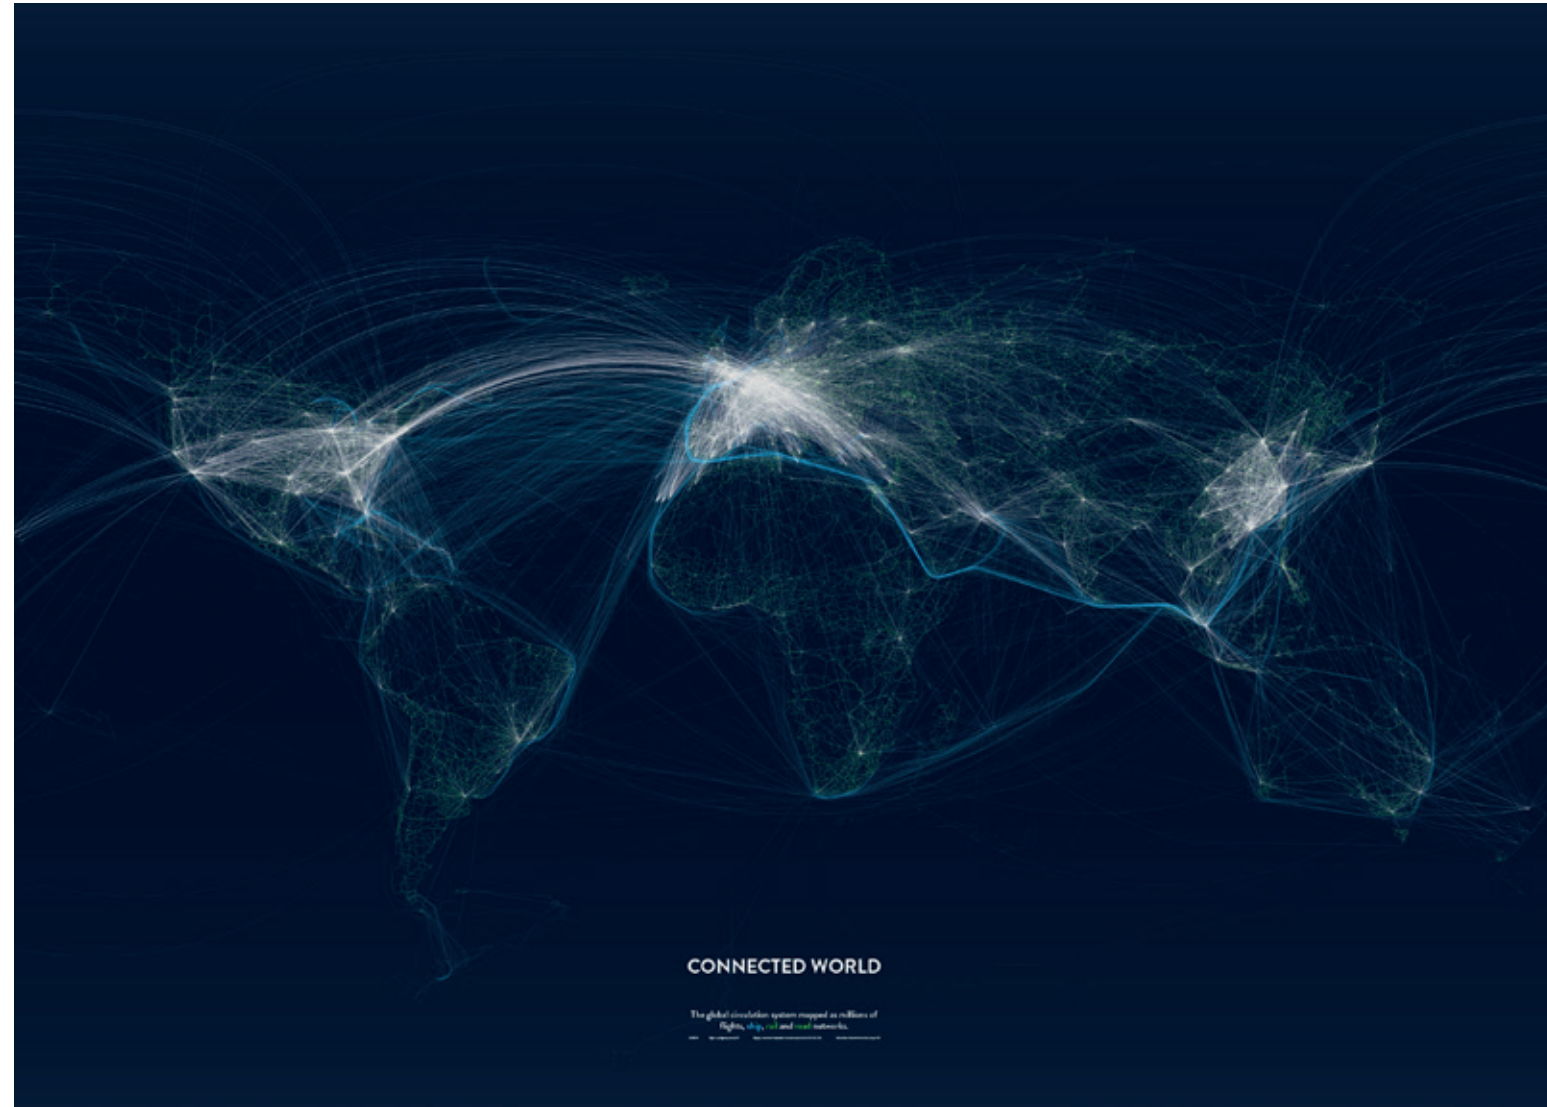 CONNECTED WORLD
The global circulation system mapped as millions of
flights, ship, rail and road networks.